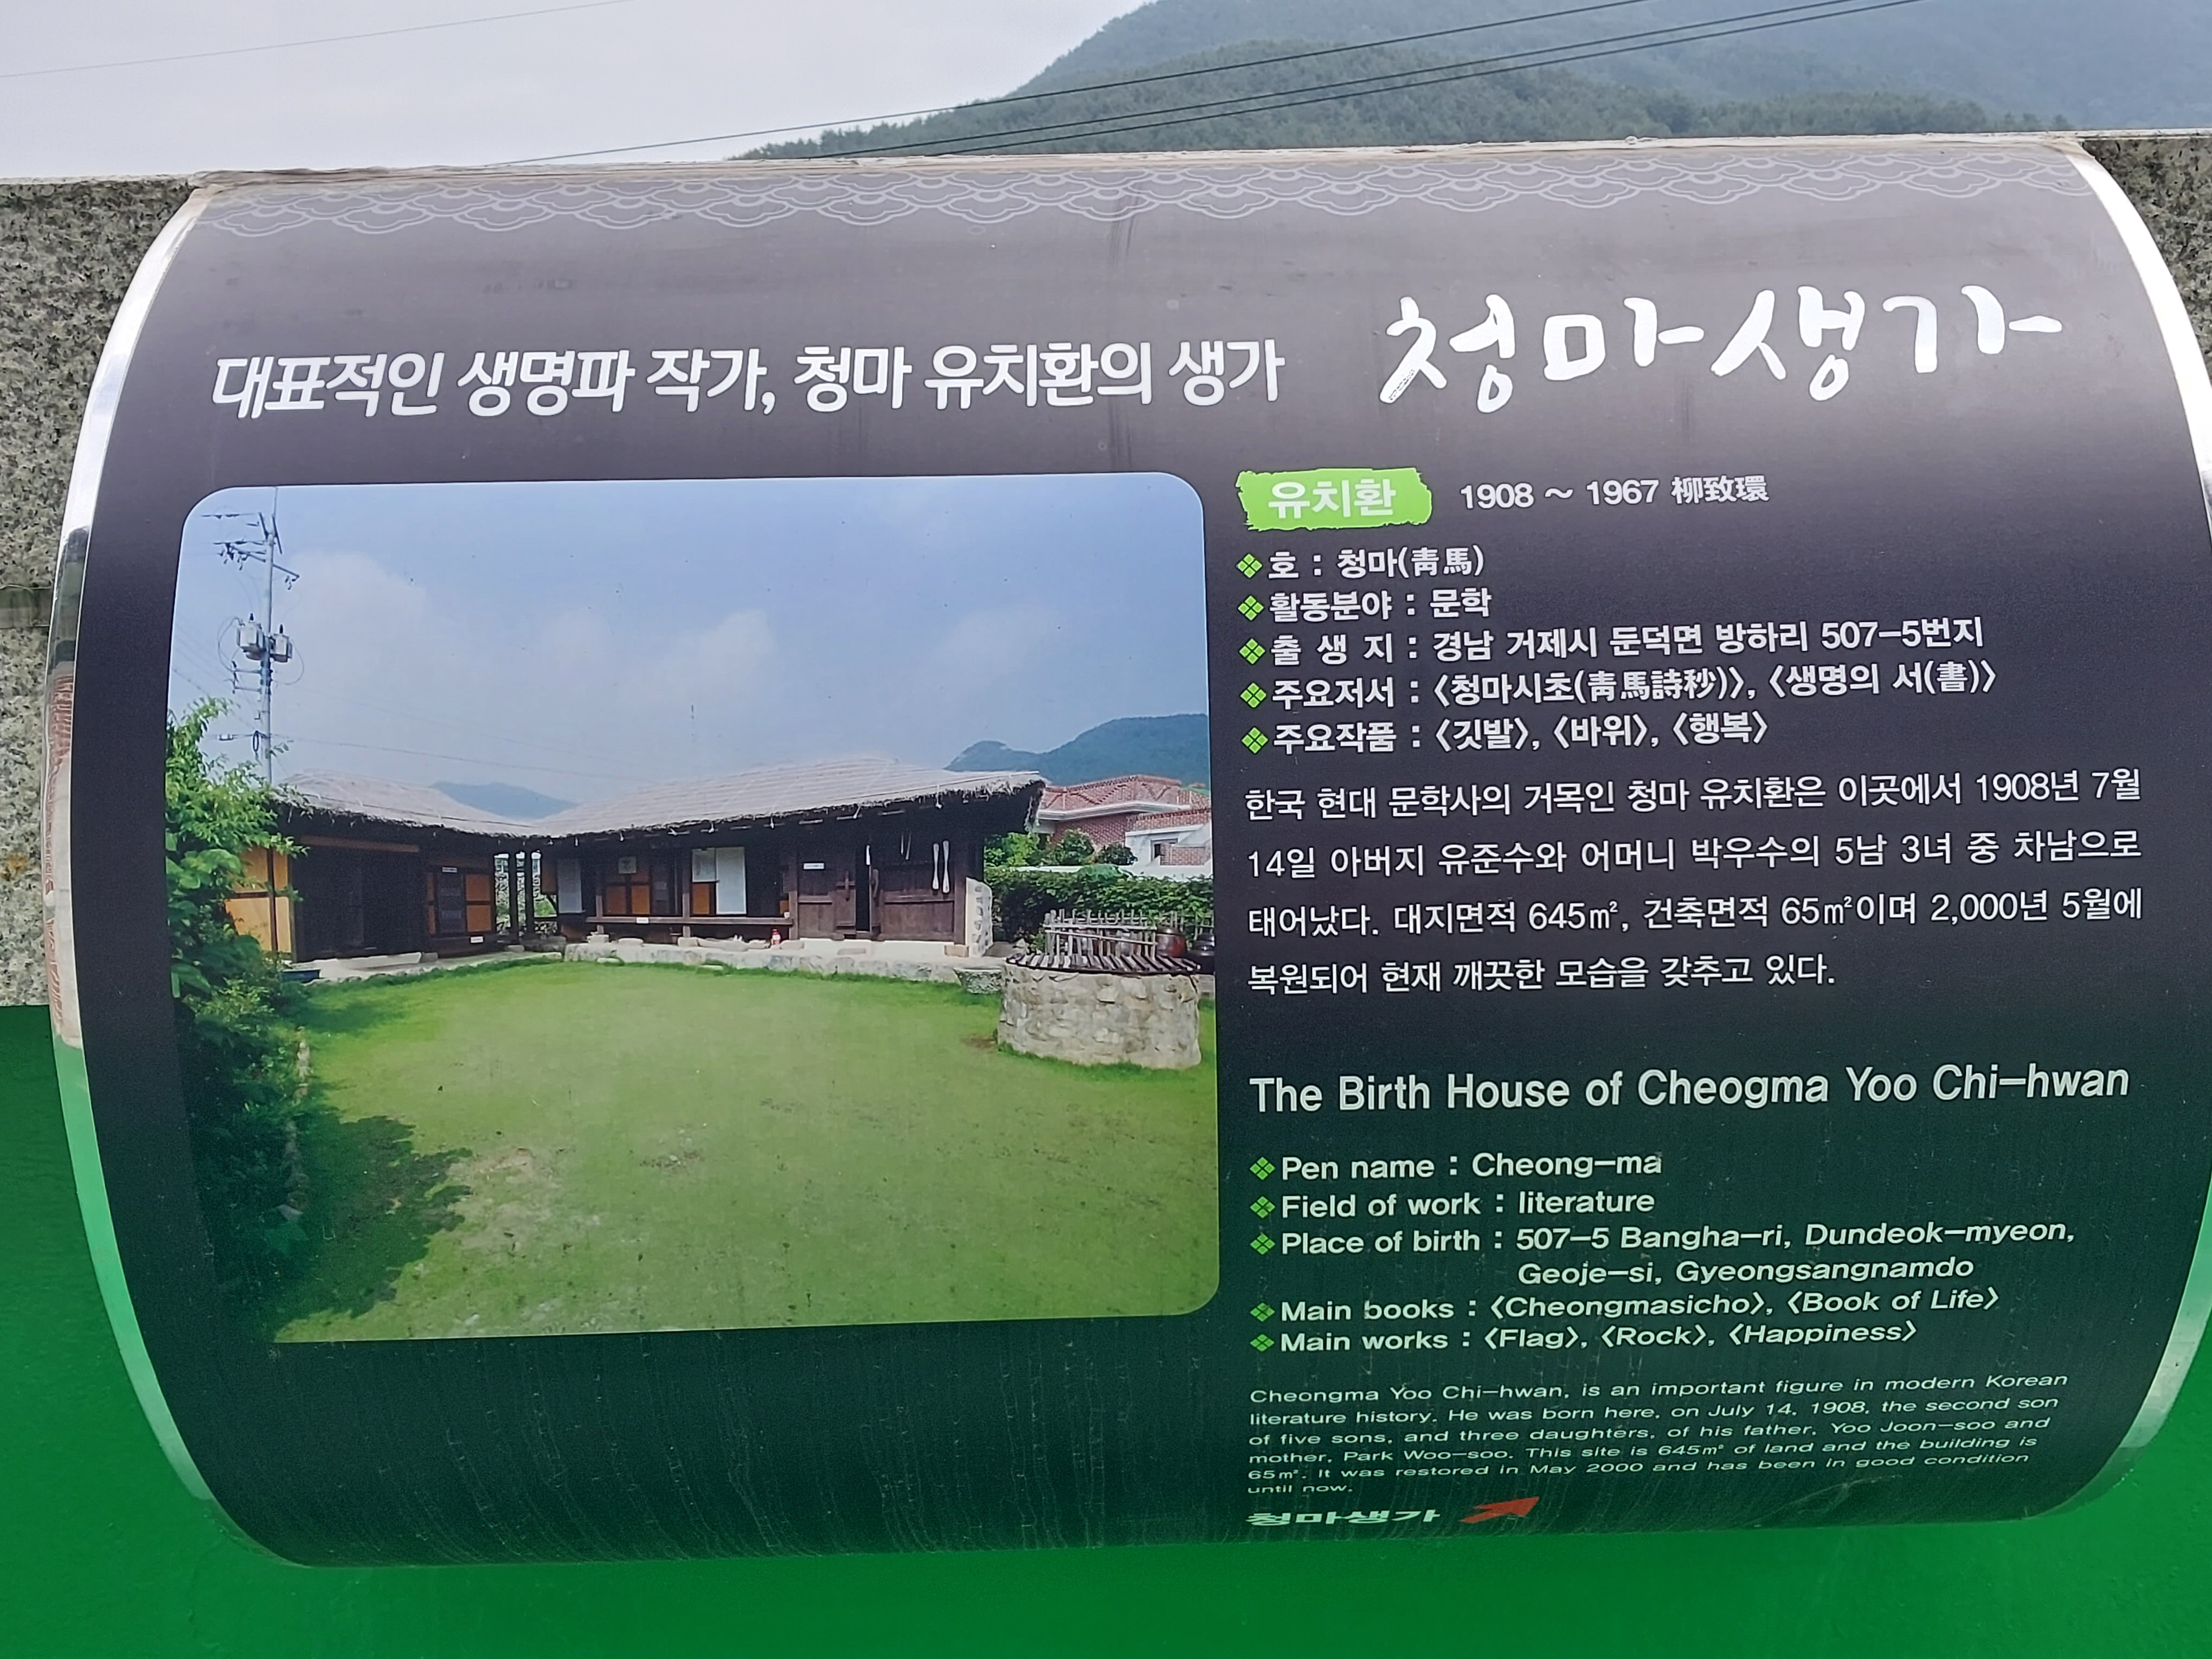 대표적인 생명파 작가, 청마 유치환의 생가
청마생가
유치환 1908 ~ 1967 柳致環
호 : 청마(靑馬)
활동분야 : 문학
출 생 지 : 경남 거제시 둔덕면 방하리 507-5번지
주요저서 : 〈청마시초(靑馬詩秒)〉, 〈생명의 서(書)〉
주요작품 : 〈깃발〉, 〈바위〉, 〈행복〉
한국 현대 문학사의 거목인 청마 유치환은 이곳에서 1908년 7월
14일 아버지 유준수와 어머니 박우수의 5남 3녀 중 차남으로
태어났다. 대지면적 645㎡, 건축면적 65㎡이며 2,000년 5월에
복원되어 현재 깨끗한 모습을 갖추고 있다.
The Birth House of Cheogma Yoo Chi-hwan
Pen name : Cheong-ma
Field of work : literature
Place of birth : 507-5 Bangha-ri, Dundeok-myeon,
Geoje-si, Gyeongsangnamdo
Main books : 〈Cheongmasicho〉, 〈Book of Life〉
Main works : 〈Flag〉, 〈Rock〉, 〈Happiness〉
Cheongma Yoo Chi-hwan, is an important figure in modern Korean
literature history. He was born here, on July 14, 1908, the second son
of five sons, and three daughters, of his father, Yoo Joon-soo and
mother, Park Woo-soo. This site is 645㎡ of land and the building is
65㎡. It was restored in May 2000 and has been in good condition
until now.
청마생가